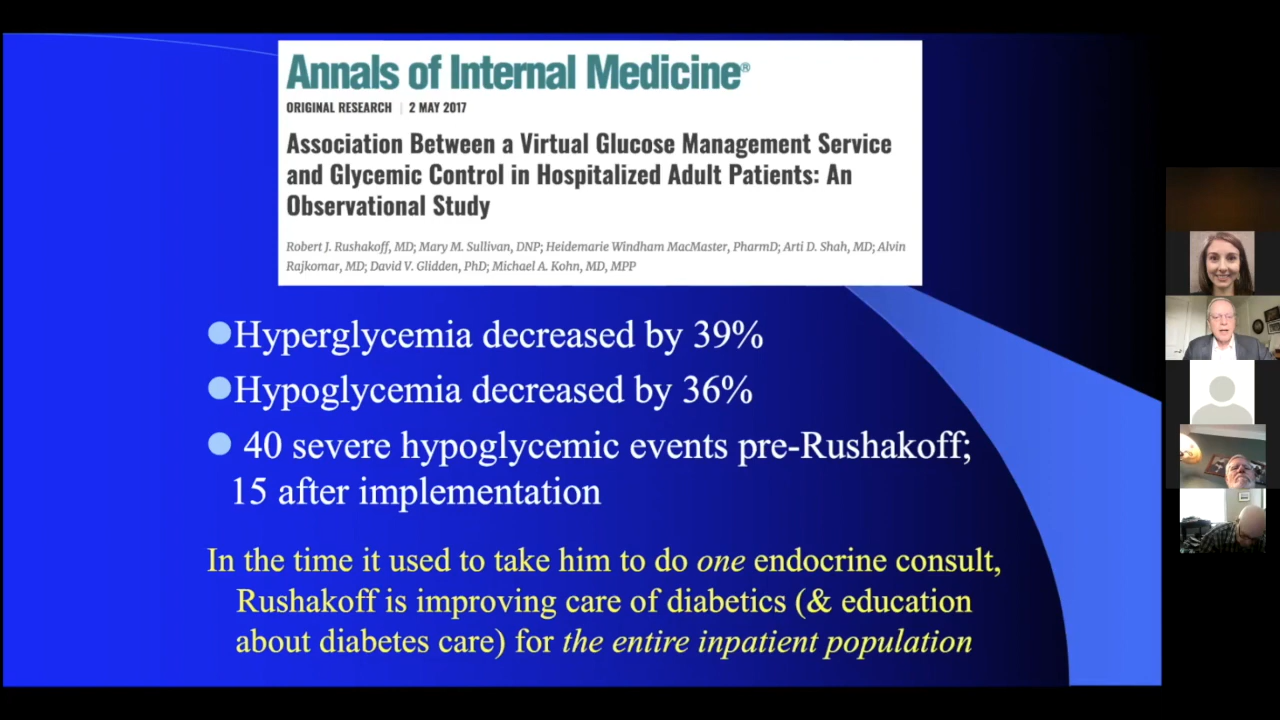 Annals of Internal Medicine®
ORIGINAL RESEARCH | 2 MAY 2017
Association Between a Virtual Glucose Management Service
and Glycemic Control in Hospitalized Adult Patients: An
Observational Study
Robert J. Rushakoff, MD; Mary M. Sullivan, DNP; Heidemarie Windham MacMaster, PharmD; Arti D. Shah, MD; Alvin
Rajkomar, MD; David V. Glidden, PhD; Michael A. Kohn, MD, MPP
Hyperglycemia decreased by 39%
Hypoglycemia decreased by 36%
40 severe hypoglycemic events pre-Rushakoff;
15 after implementation
In the time it used to take him to do one endocrine consult,
Rushakoff is improving care of diabetics (& education
about diabetes care) for the entire inpatient population